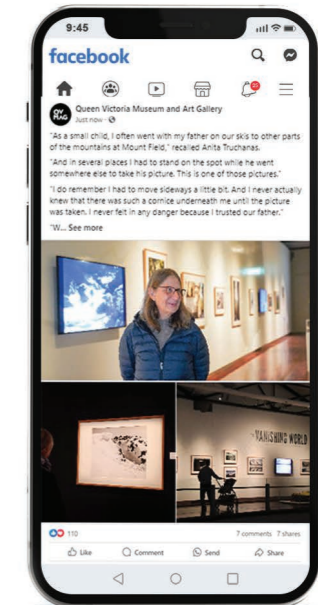 9:45
facebook
Queen Victoria Museum and Art Gallery
Just now
"As a small child, I often went with my father on our skis to other parts
of the mountains at Mount Field," recalled Anita Truchanas.
"And in several places I had to stand on the spot while he went
somewhere else to take his picture. This is one of those pictures."
"I do remember I had to move sideways a little bit. And I never actually
knew that there was such a cornice underneath me until the picture
was taken. I never felt in any danger because I trusted our father."
"W... See more
VANISHING WORLD
110
7 comments 7 shares
Like Comment Send Share